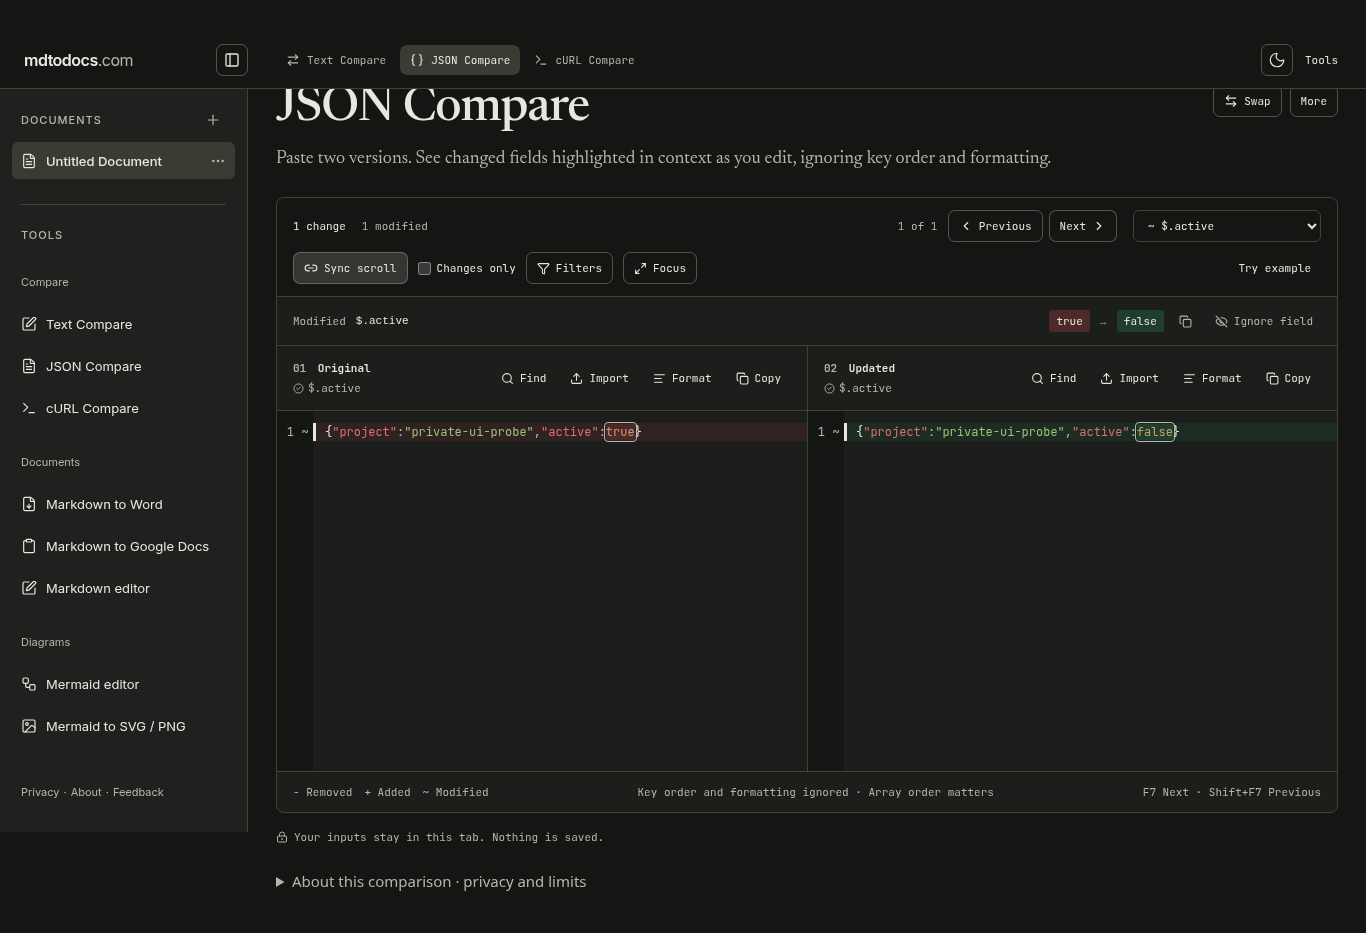 mdtodocs.com
Text Compare
{} JSON Compare
cURL Compare
Tools
DOCUMENTS
Untitled Document
TOOLS
Compare
Text Compare
JSON Compare
cURL Compare
Documents
Markdown to Word
Markdown to Google Docs
Markdown editor
Diagrams
Mermaid editor
Mermaid to SVG / PNG
Privacy · About · Feedback
JSON Compare
Swap
More
Paste two versions. See changed fields highlighted in context as you edit, ignoring key order and formatting.
1 change 1 modified
1 of 1
Previous
Next
~ $.active
Sync scroll
Changes only
Filters
Focus
Try example
Modified $.active
true → false
Ignore field
01 Original
$.active
Find
Import
Format
Copy
02 Updated
$.active
Find
Import
Format
Copy
1 ~ {"project":"private-ui-probe","active":true}
1 ~ {"project":"private-ui-probe","active":false}
- Removed + Added ~ Modified
Key order and formatting ignored · Array order matters
F7 Next · Shift+F7 Previous
Your inputs stay in this tab. Nothing is saved.
About this comparison · privacy and limits